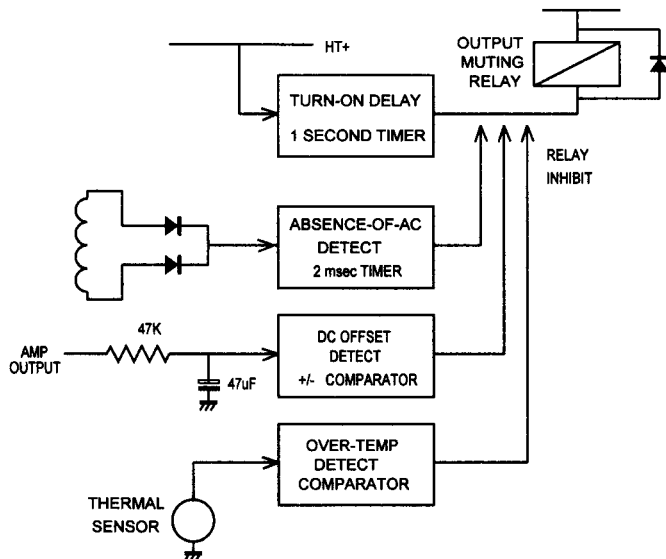 HT+
OUTPUT
MUTING
RELAY
TURN-ON DELAY
1 SECOND TIMER
RELAY
INHIBIT
ABSENCE-OF-AC
DETECT
2 msec TIMER
47K
AMP
OUTPUT
47uF
DC OFFSET
DETECT
+/- COMPARATOR
OVER-TEMP
DETECT
COMPARATOR
THERMAL
SENSOR